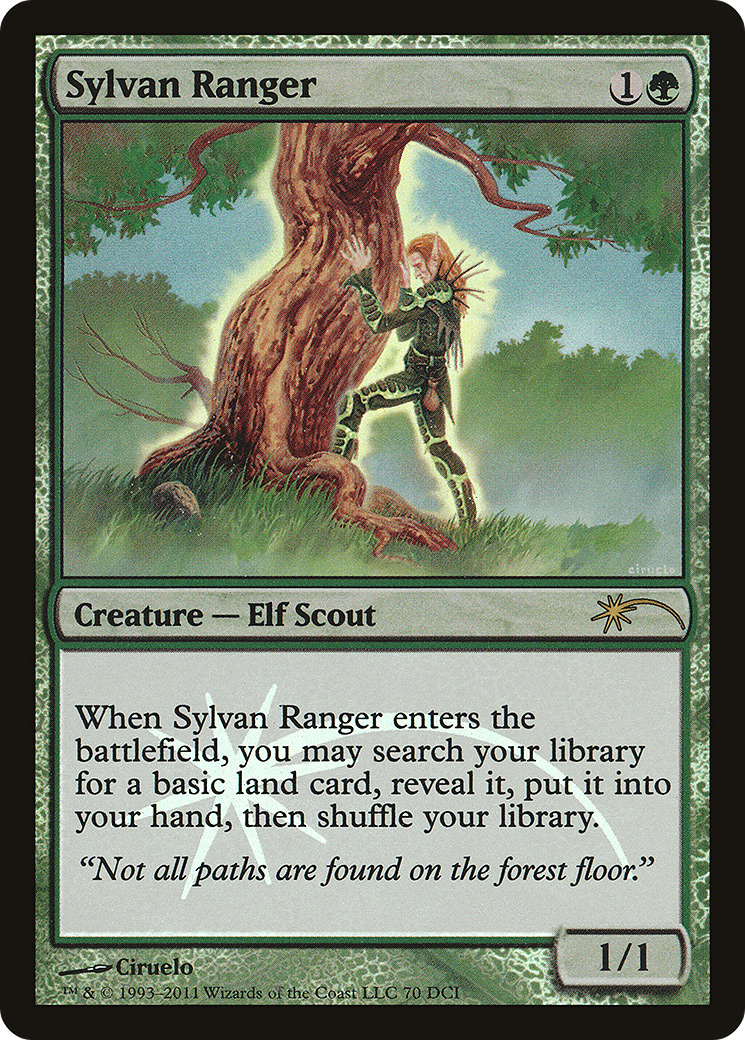 Sylvan Ranger
1
ciruelo
Creature — Elf Scout
When Sylvan Ranger enters the
battlefield, you may search your library
for a basic land card, reveal it, put it into
your hand, then shuffle your library.
“Not all paths are found on the forest floor.”
1/1
Ciruelo
™ & © 1993–2011 Wizards of the Coast LLC 70 DCI